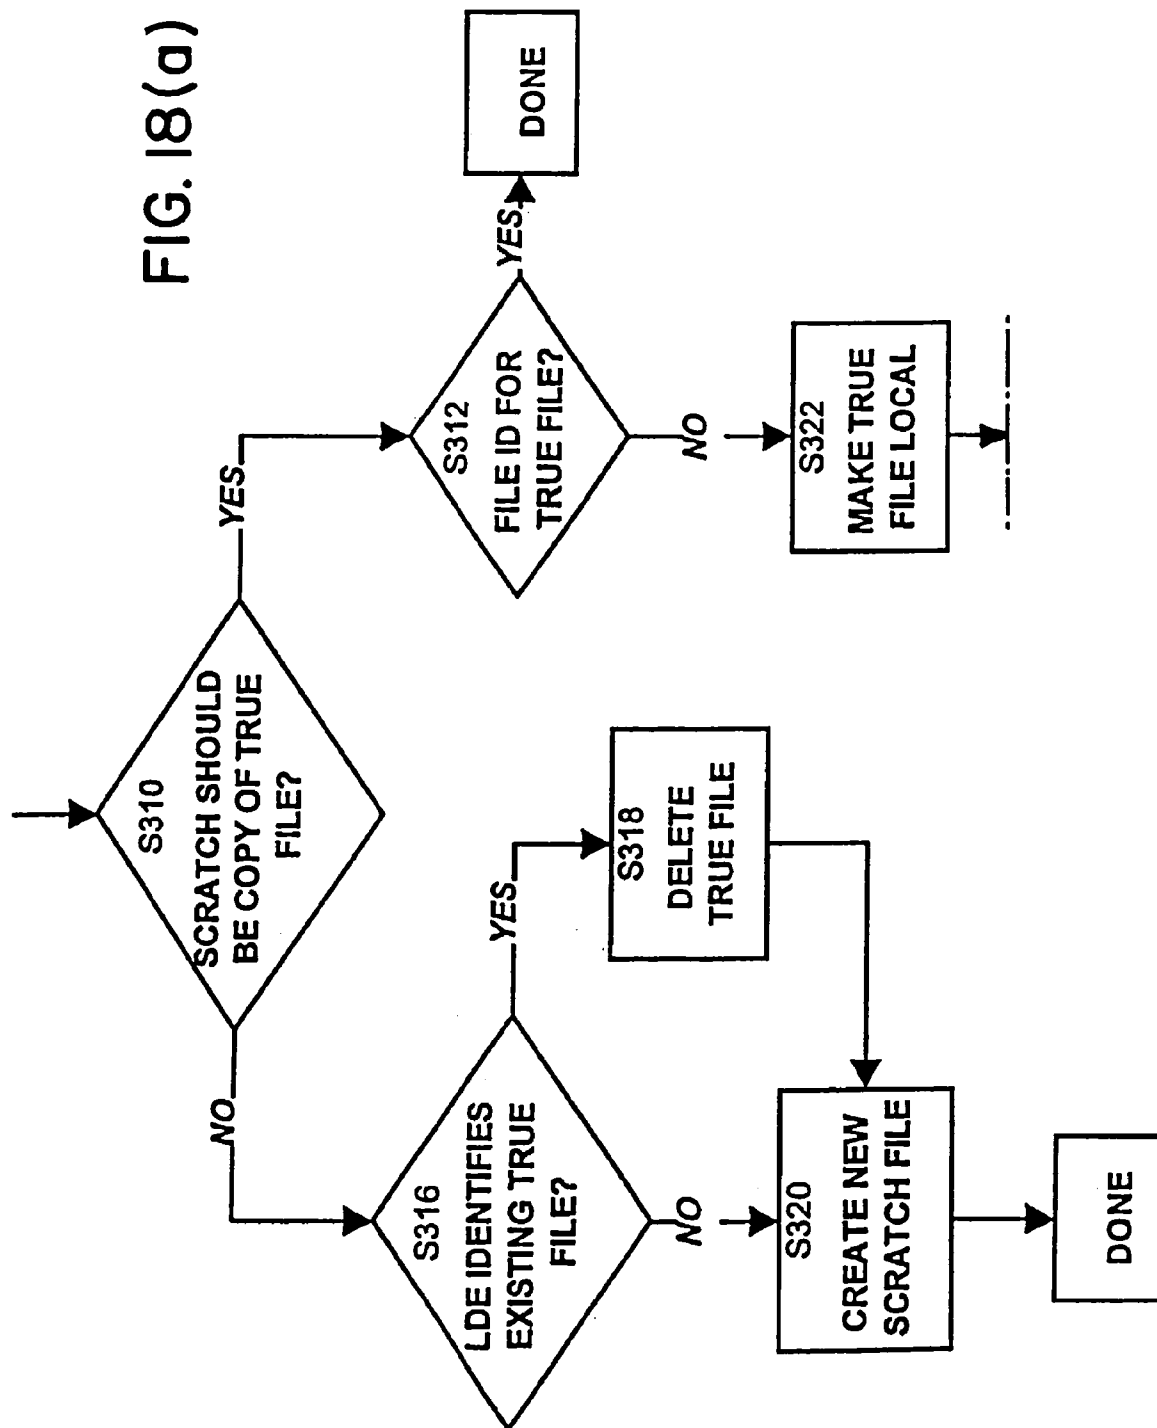 FIG. 18(a)
S310
SCRATCH SHOULD
BE COPY OF TRUE
FILE?
NO
YES
S316
LDE IDENTIFIES
EXISTING TRUE
FILE?
YES
NO
S318
DELETE
TRUE FILE
S320
CREATE NEW
SCRATCH FILE
DONE
S312
FILE ID FOR
TRUE FILE?
YES
DONE
NO
S322
MAKE TRUE
FILE LOCAL